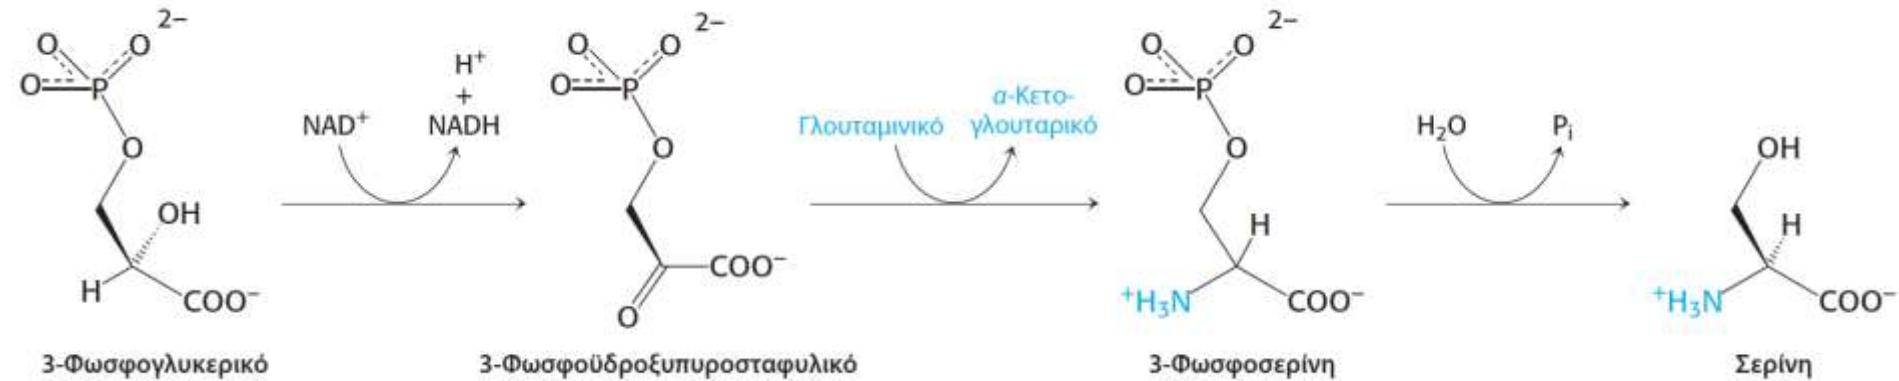 2–
O O
O P
O
OH
H COO⁻
3-Φωσφογλυκερικό
NAD⁺
H⁺
+
NADH
2–
O O
O P
O
COO⁻
O
3-Φωσφοϋδροξυπυροσταφυλικό
Γλουταμινικό
α-Κετο-
γλουταρικό
2–
O O
O P
O
H
⁺H₃N COO⁻
3-Φωσφοσερίνη
H₂O
Pᵢ
OH
H
⁺H₃N COO⁻
Σερίνη